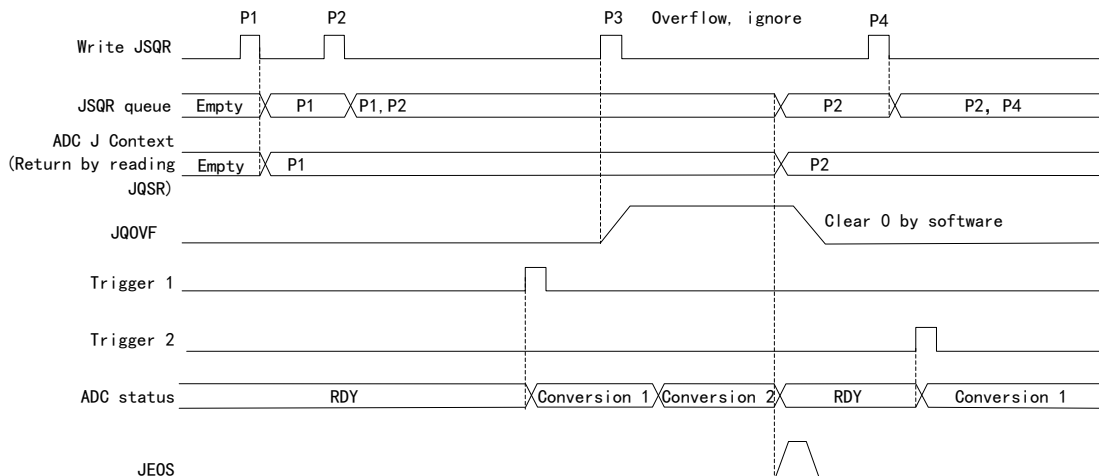 P1 P2 P3 Overflow, ignore P4
Write JSQR
JSQR queue Empty P1 P1,P2 P2 P2, P4
ADC J Context
(Return by reading Empty P1 P2
JQSR)
JQOVF Clear 0 by software
Trigger 1
Trigger 2
ADC status RDY Conversion 1 Conversion 2 RDY Conversion 1
JEOS